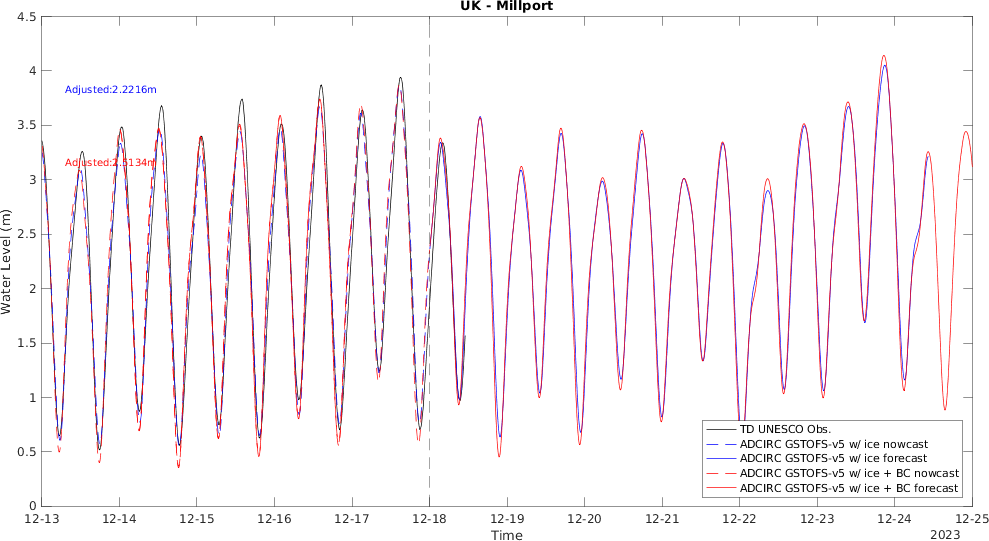 UK - Millport
4.5
4
3.5
3
2.5
2
1.5
1
0.5
0
Water Level (m)
Adjusted:2.2216m
Adjusted:2.5134m
TD UNESCO Obs.
ADCIRC GSTOFS-v5 w/ ice nowcast
ADCIRC GSTOFS-v5 w/ ice forecast
ADCIRC GSTOFS-v5 w/ ice + BC nowcast
ADCIRC GSTOFS-v5 w/ ice + BC forecast
12-13 12-14 12-15 12-16 12-17 12-18 12-19 12-20 12-21 12-22 12-23 12-24 12-25
Time
2023